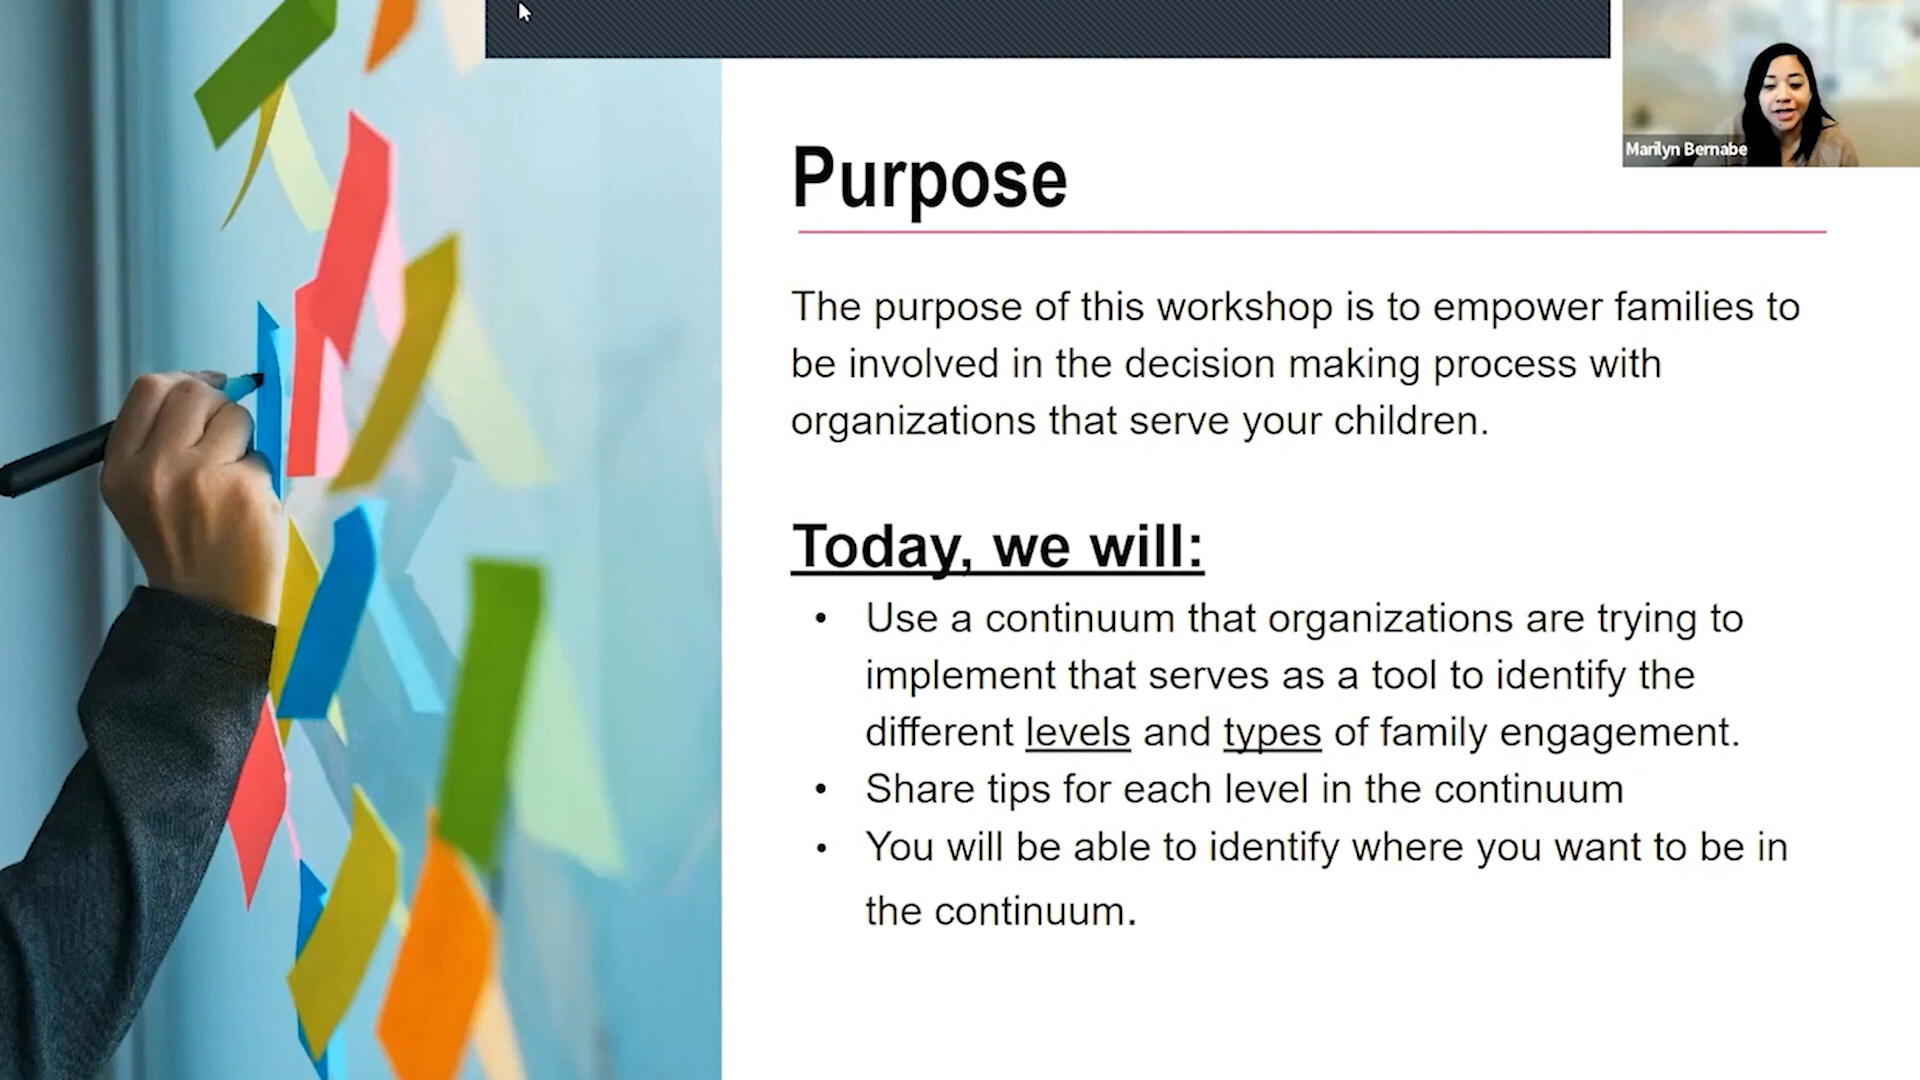 Marilyn Bernabe
Purpose
The purpose of this workshop is to empower families to
be involved in the decision making process with
organizations that serve your children.
Today, we will:
• Use a continuum that organizations are trying to
implement that serves as a tool to identify the
different levels and types of family engagement.
• Share tips for each level in the continuum
• You will be able to identify where you want to be in
the continuum.